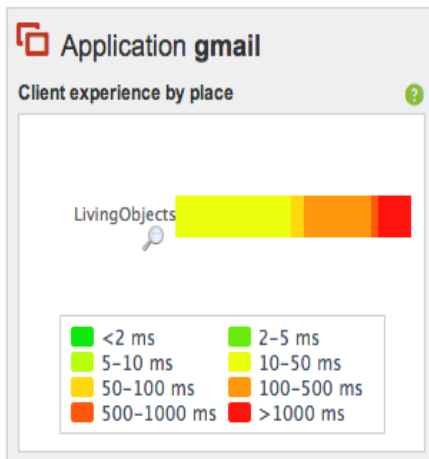 Application gmail
Client experience by place
?
LivingObjects
<2 ms 2-5 ms
5-10 ms 10-50 ms
50-100 ms 100-500 ms
500-1000 ms >1000 ms